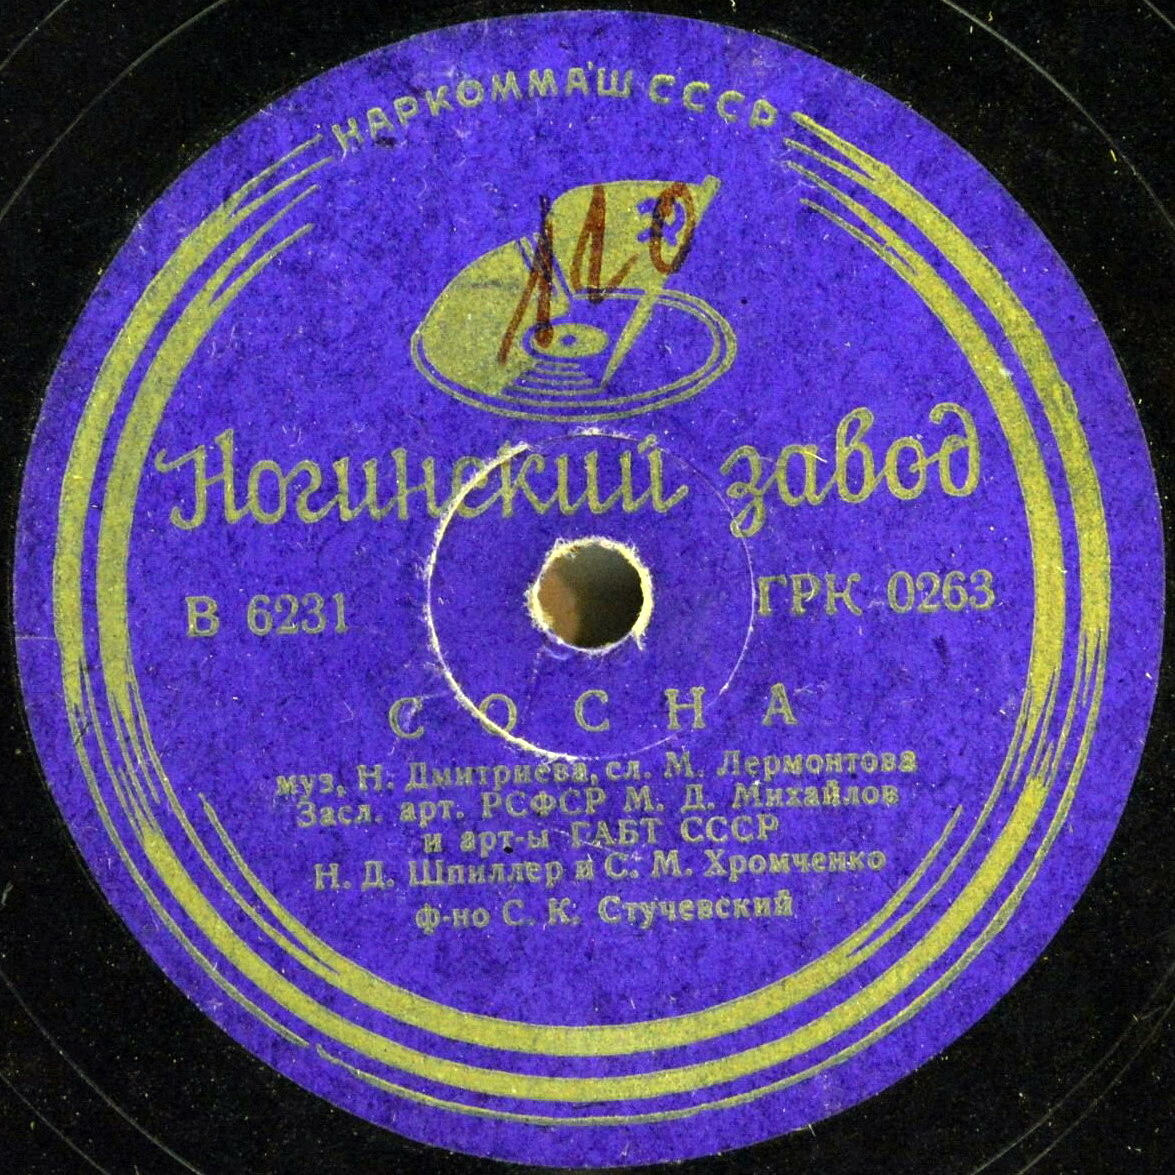 НАРКОММАШ СССР
110
Ногинский завод
В 6231 ГРК 0263
СОСНА
муз. Н. Дмитриева, сл. М. Лермонтова
Засл. арт. РСФСР М. Д. Михайлов
и арт-ы ГАБТ СССР
Н. Д. Шпиллер и С. М. Хромченко
ф-но С. К. Стучевский